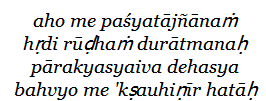 aho me paśyatājñānaṁ
hṛdi rūḍhaṁ durātmanaḥ
pārakyasyaiva dehasya
bahvyo me 'kṣauhiṇīr hatāḥ